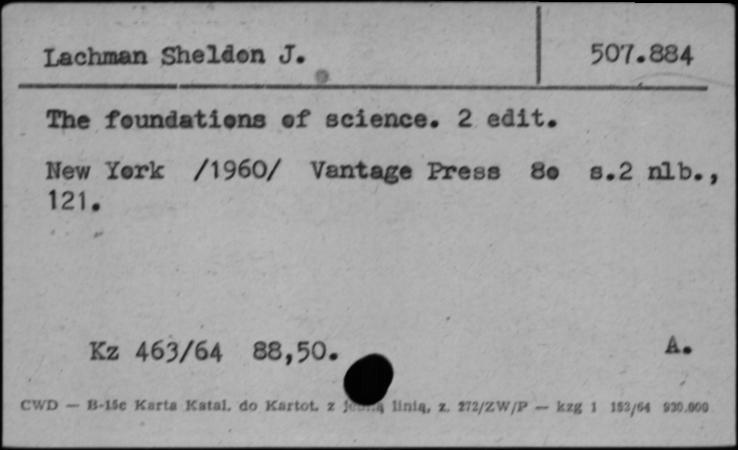 Lachman Sheldon J.
507.884
The foundations of science. 2 edit.
New York /1960/ Vantage Press 8o s.2 nlb.,
121.
Kz 463/64 88,50. A.
CWD — B-15c Karta Katal. do Kartot. z jedną linią, z. 272/ZW/P — kzg 1 153/64 930.000